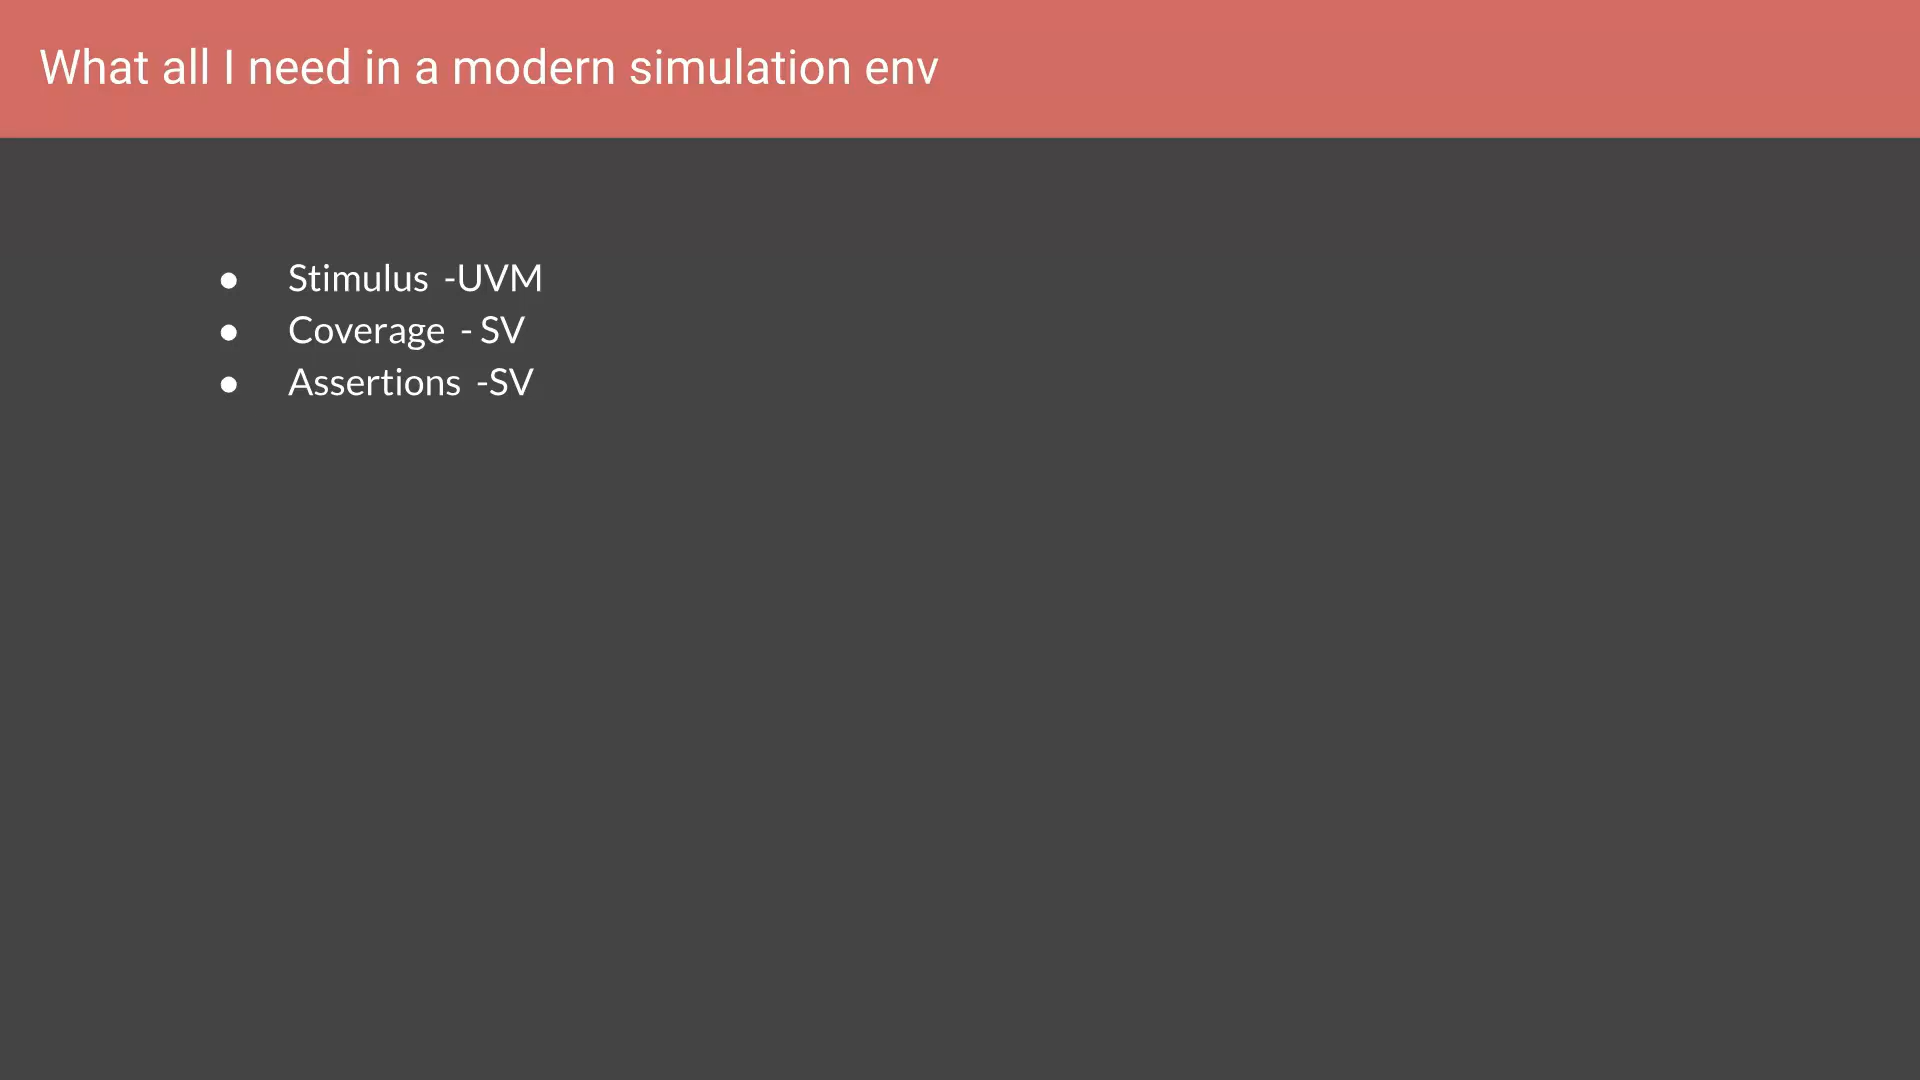 What all I need in a modern simulation env
● Stimulus -UVM
● Coverage - SV
● Assertions -SV